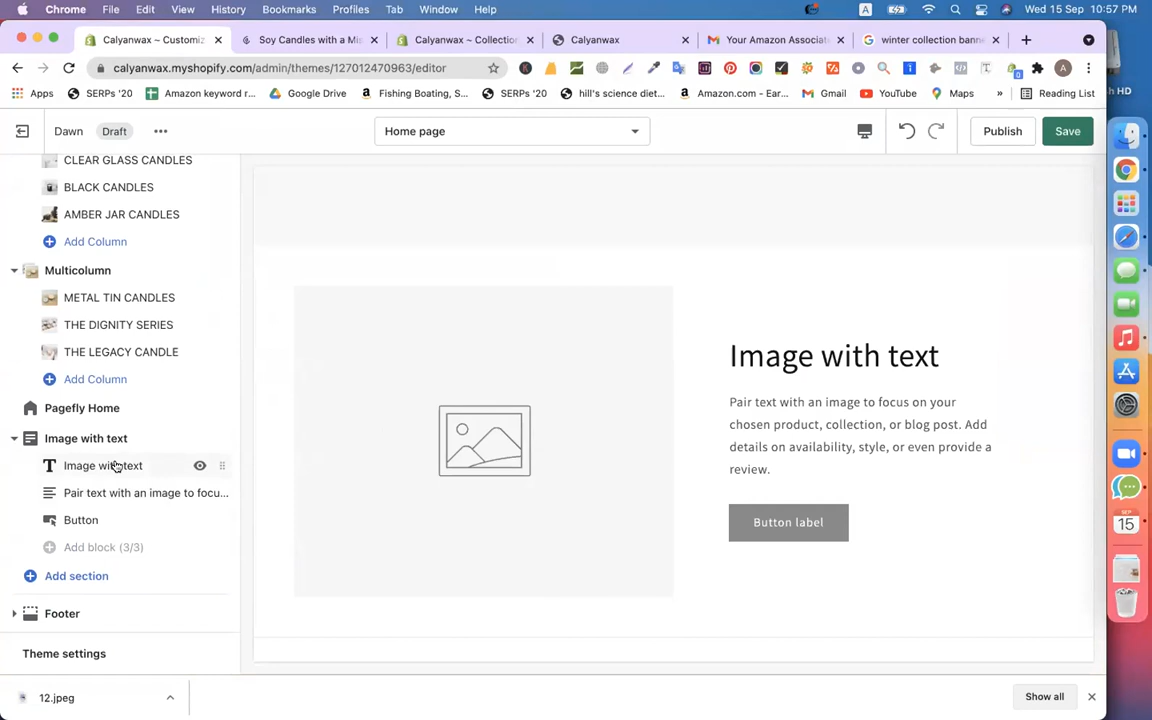 Chrome File Edit View History Bookmarks Profiles Tab Window Help A Wed 15 Sep 10:57 PM
Calyanwax ~ Customiz
Calyanwax ~ Collection
Calyanwax
Your Amazon Associat
winter collection bann
calyanwax.myshopify.com/admin/themes/127012470963/editor
Apps SERPs '20 Amazon keyword r... Google Drive Fishing Boating, S... SERPs '20 hill's science diet... Amazon.com - Ear... Gmail YouTube Maps » Reading List
Dawn Draft Home page Publish Save
CLEAR GLASS CANDLES
BLACK CANDLES
AMBER JAR CANDLES
Add Column
Multicolumn
METAL TIN CANDLES
THE DIGNITY SERIES
THE LEGACY CANDLE
Add Column
Pagefly Home
Image with text
Image with text
Pair text with an image to focu...
Button
Add block (3/3)
Add section
Footer
Theme settings
Image with text
Pair text with an image to focus on your
chosen product, collection, or blog post. Add
details on availability, style, or even provide a
review.
Button label
SEP
15
12.jpeg
Show all